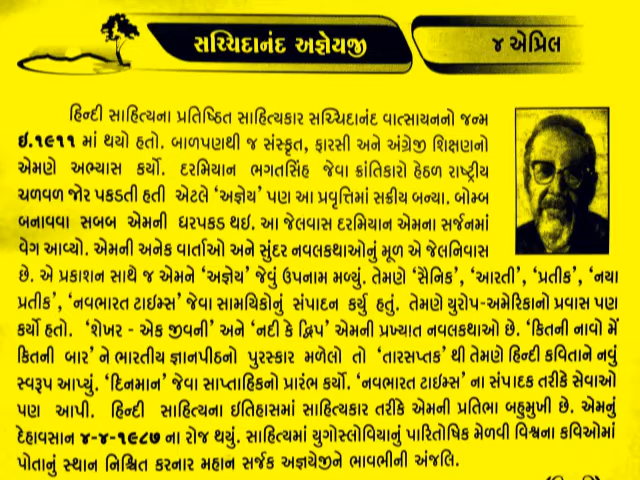 સચ્ચિદાનંદ અજ્ઞેયજી
૪ એપ્રિલ
હિન્દી સાહિત્યના પ્રતિષ્ઠિત સાહિત્યકાર સચ્ચિદાનંદ વાત્સાયનનો જન્મ
ઇ.૧૯૧૧ માં થયો હતો. બાળપણથી જ સંસ્કૃત, ફારસી અને અંગ્રેજી શિક્ષણનો
એમણે અભ્યાસ કર્યો. દરમિયાન ભગતસિંહ જેવા ક્રાંતિકારો હેઠળ રાષ્ટ્રીય
ચળવળ જોર પકડતી હતી એટલે ‘અજ્ઞેય’ પણ આ પ્રવૃત્તિમાં સક્રીય બન્યા. બોમ્બ
બનાવવા સબબ એમની ધરપકડ થઇ. આ જેલવાસ દરમિયાન એમના સર્જનમાં
વેગ આવ્યો. એમની અનેક વાર્તાઓ અને સુંદર નવલકથાઓનું મૂળ એ જેલનિવાસ
છે. એ પ્રકાશન સાથે જ એમને ‘અજ્ઞેય’ જેવું ઉપનામ મળ્યું. તેમણે ‘સૈનિક’, ‘આરતી’, ‘પ્રતીક’, ‘નયા
પ્રતીક’, ‘નવભારત ટાઈમ્સ’ જેવા સામયિકોનું સંપાદન કર્યુ હતું. તેમણે યુરોપ-અમેરિકાનો પ્રવાસ પણ
કર્યો હતો. ‘શેખર - એક જીવની’ અને ‘નદી કે દ્વિપ’ એમની પ્રખ્યાત નવલકથાઓ છે. ‘કિતની નાવો મેં
કિતની બાર’ ને ભારતીય જ્ઞાનપીઠનો પુરસ્કાર મળેલો તો ‘તારસપ્તક’ થી તેમણે હિન્દી કવિતાને નવું
સ્વરૂપ આપ્યું. ‘દિનમાન’ જેવા સાપ્તાહિકનો પ્રારંભ કર્યો. ‘નવભારત ટાઈમ્સ’ ના સંપાદક તરીકે સેવાઓ
પણ આપી. હિન્દી સાહિત્યના ઇતિહાસમાં સાહિત્યકાર તરીકે એમની પ્રતિભા બહુમુખી છે. એમનું
દેહાવસાન ૪-૪-૧૯૮૭ ના રોજ થયું. સાહિત્યમાં યુગોસ્લોવિયાનું પારિતોષિક મેળવી વિશ્વના કવિઓમાં
પોતાનું સ્થાન નિશ્ચિત કરનાર મહાન સર્જક અજ્ઞયેજીને ભાવભીની અંજલિ.